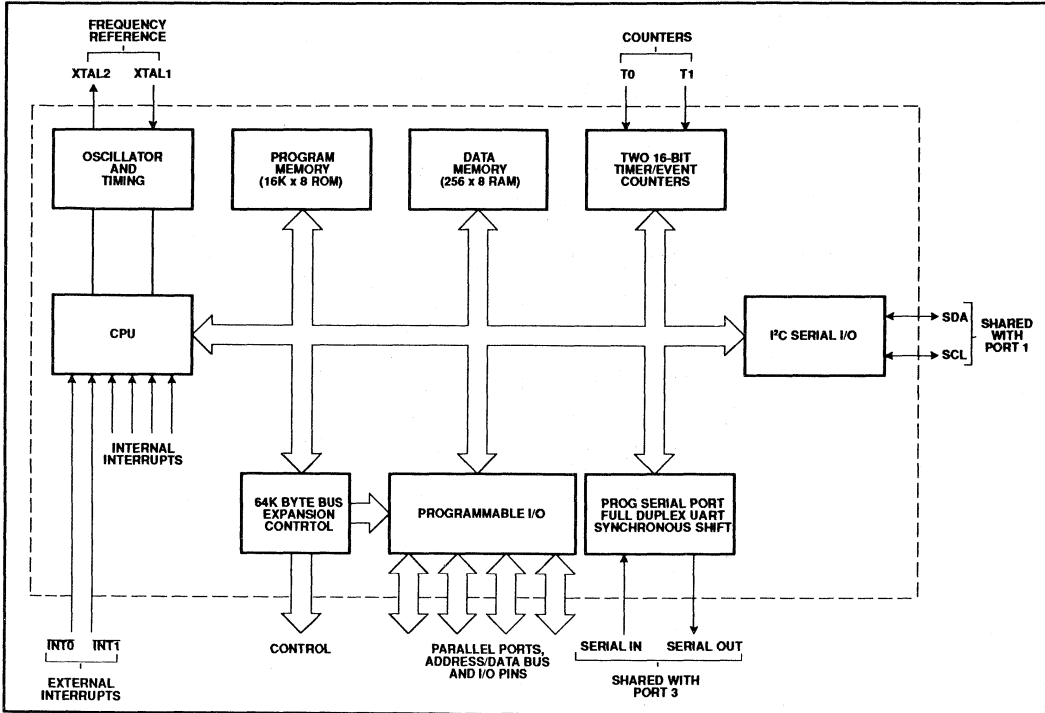 FREQUENCY
REFERENCE
XTAL2 XTAL1
COUNTERS
T0 T1
OSCILLATOR
AND
TIMING
PROGRAM
MEMORY
(16K x 8 ROM)
DATA
MEMORY
(256 x 8 RAM)
TWO 16-BIT
TIMER/EVENT
COUNTERS
CPU
I²C SERIAL I/O
SDA
SCL
SHARED
WITH
PORT 1
INTERNAL
INTERRUPTS
64K BYTE BUS
EXPANSION
CONTRTOL
PROGRAMMABLE I/O
PROG SERIAL PORT
FULL DUPLEX UART
SYNCHRONOUS SHIFT
INT0 INT1
EXTERNAL
INTERRUPTS
CONTROL
PARALLEL PORTS,
ADDRESS/DATA BUS
AND I/O PINS
SERIAL IN SERIAL OUT
SHARED WITH
PORT 3